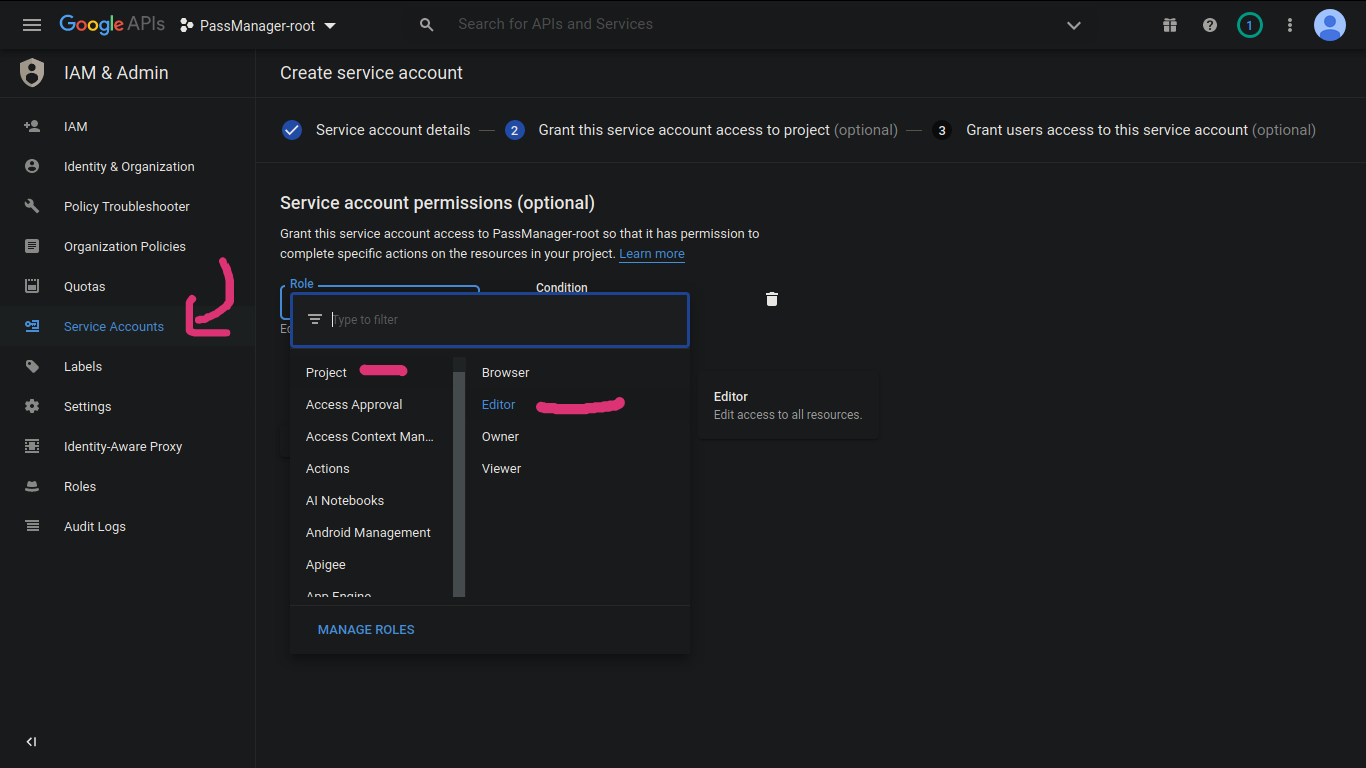 Google APIs
PassManager-root
Search for APIs and Services
1
IAM & Admin
Create service account
IAM
Identity & Organization
Policy Troubleshooter
Organization Policies
Quotas
Service Accounts
Labels
Settings
Identity-Aware Proxy
Roles
Audit Logs
Service account details — 2 Grant this service account access to project (optional) — 3 Grant users access to this service account (optional)
Service account permissions (optional)
Grant this service account access to PassManager-root so that it has permission to
complete specific actions on the resources in your project. Learn more
Role
Condition
Type to filter
Project
Access Approval
Access Context Man...
Actions
AI Notebooks
Android Management
Apigee
App Engine
Browser
Editor
Owner
Viewer
MANAGE ROLES
Editor
Edit access to all resources.